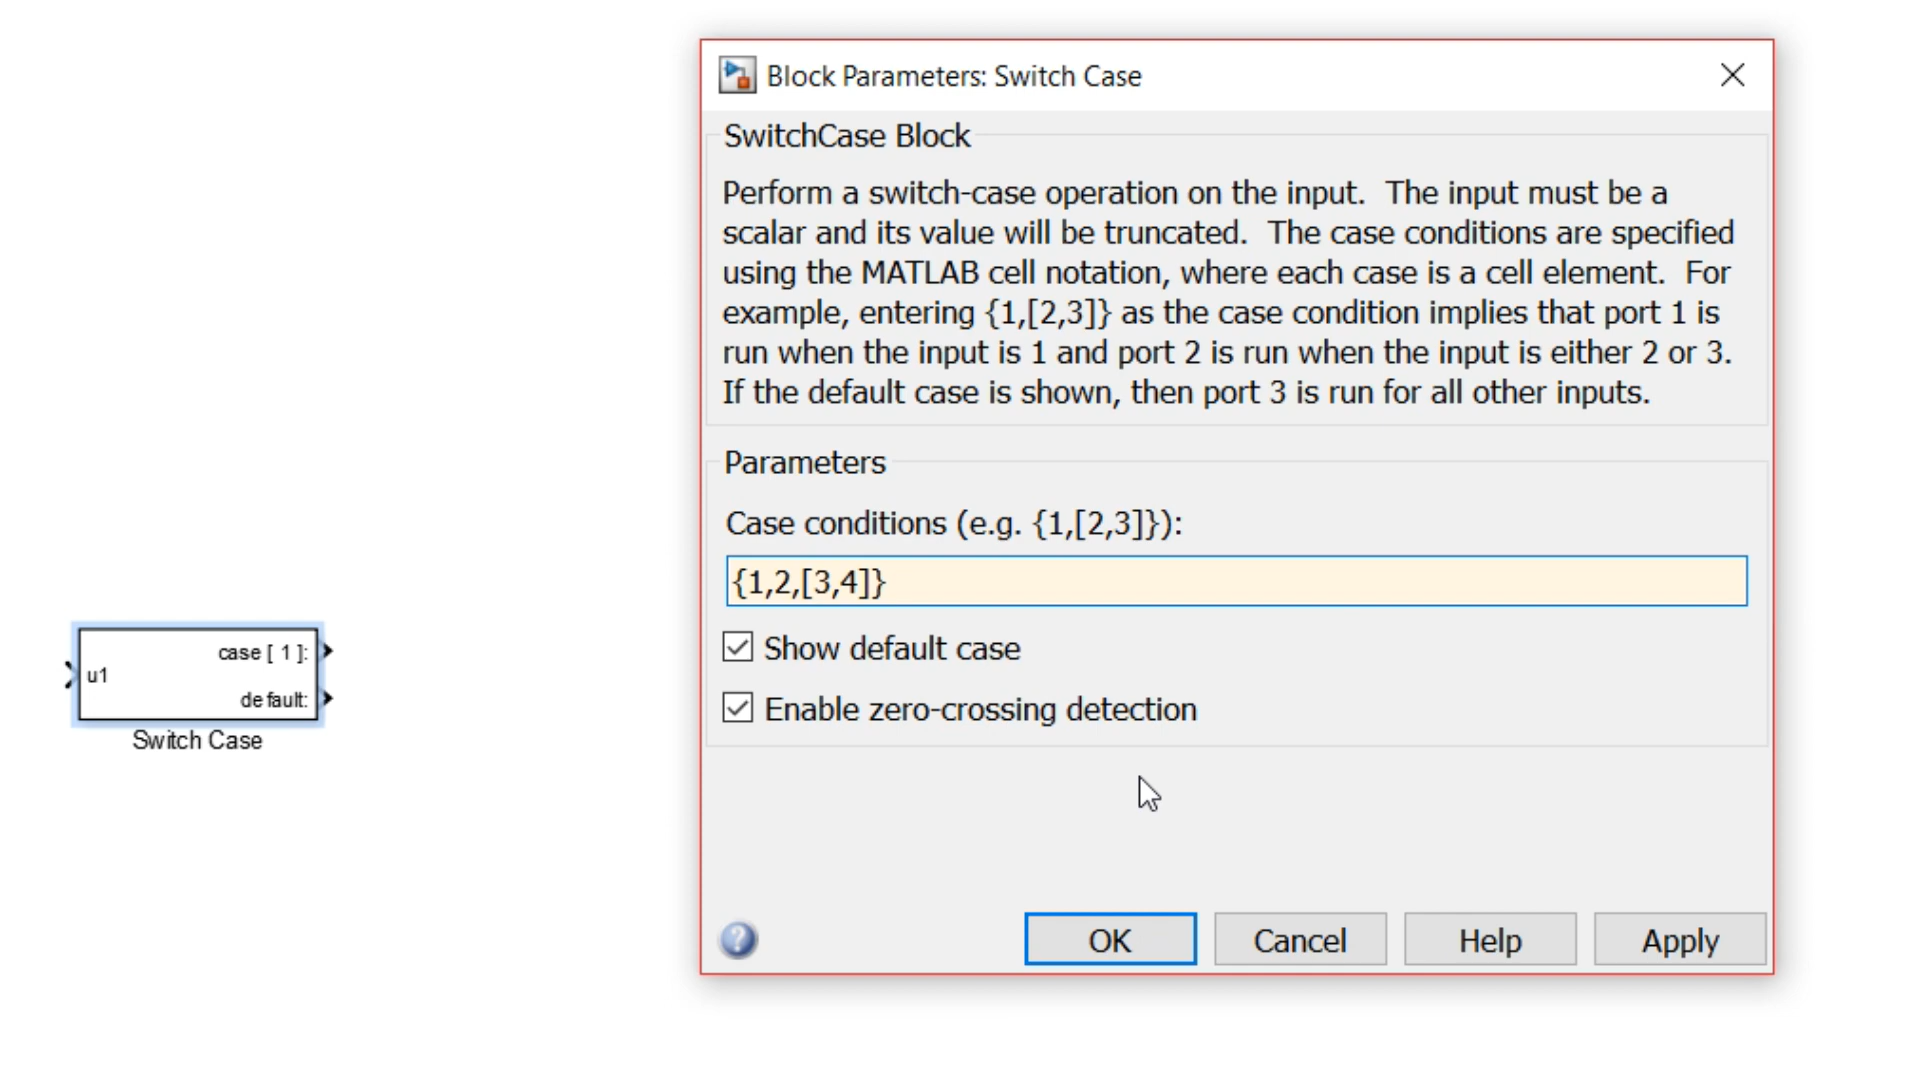 Block Parameters: Switch Case
SwitchCase Block
Perform a switch-case operation on the input.  The input must be a
scalar and its value will be truncated.  The case conditions are specified
using the MATLAB cell notation, where each case is a cell element.  For
example, entering {1,[2,3]} as the case condition implies that port 1 is
run when the input is 1 and port 2 is run when the input is either 2 or 3.
If the default case is shown, then port 3 is run for all other inputs.
Parameters
Case conditions (e.g. {1,[2,3]}):
{1,2,[3,4]}
Show default case
Enable zero-crossing detection
OK Cancel Help Apply
case [ 1 ]:
u1
default:
Switch Case